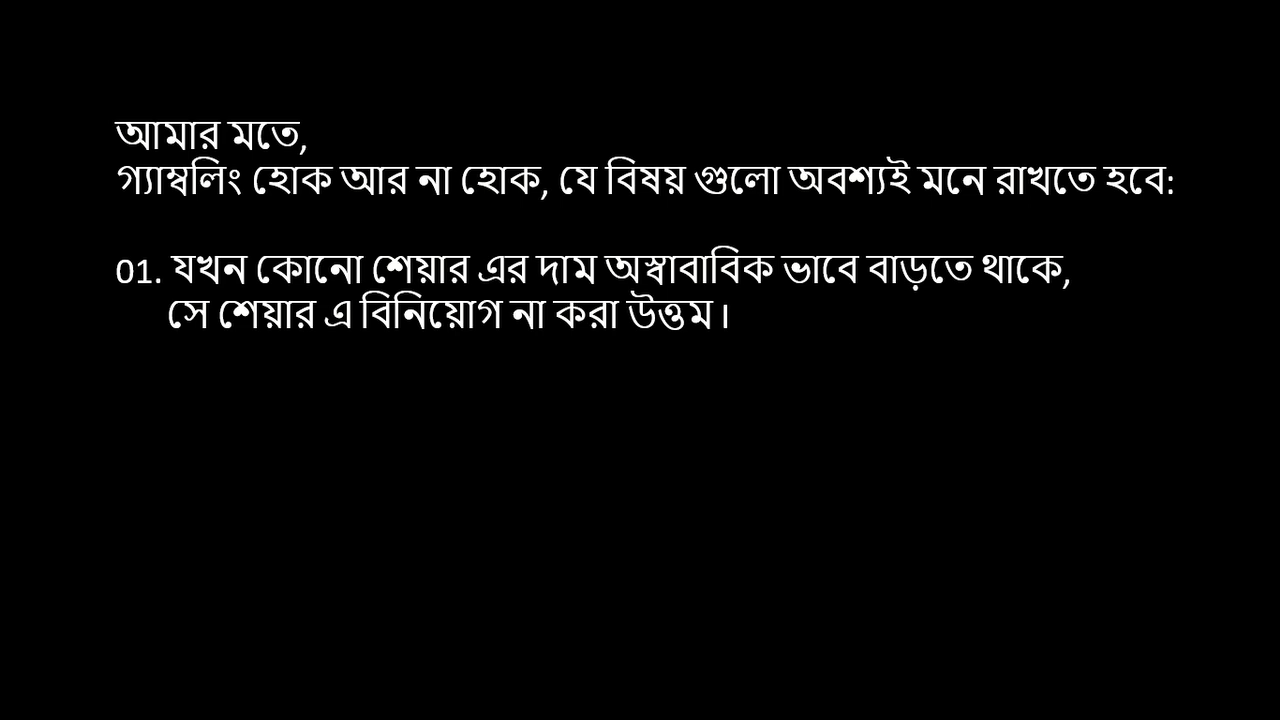 আমার মতে,
গ্যাম্বলিং হোক আর না হোক, যে বিষয় গুলো অবশ্যই মনে রাখতে হবে:
01. যখন কোনো শেয়ার এর দাম অস্বাবাবিক ভাবে বাড়তে থাকে,
সে শেয়ার এ বিনিয়োগ না করা উত্তম।